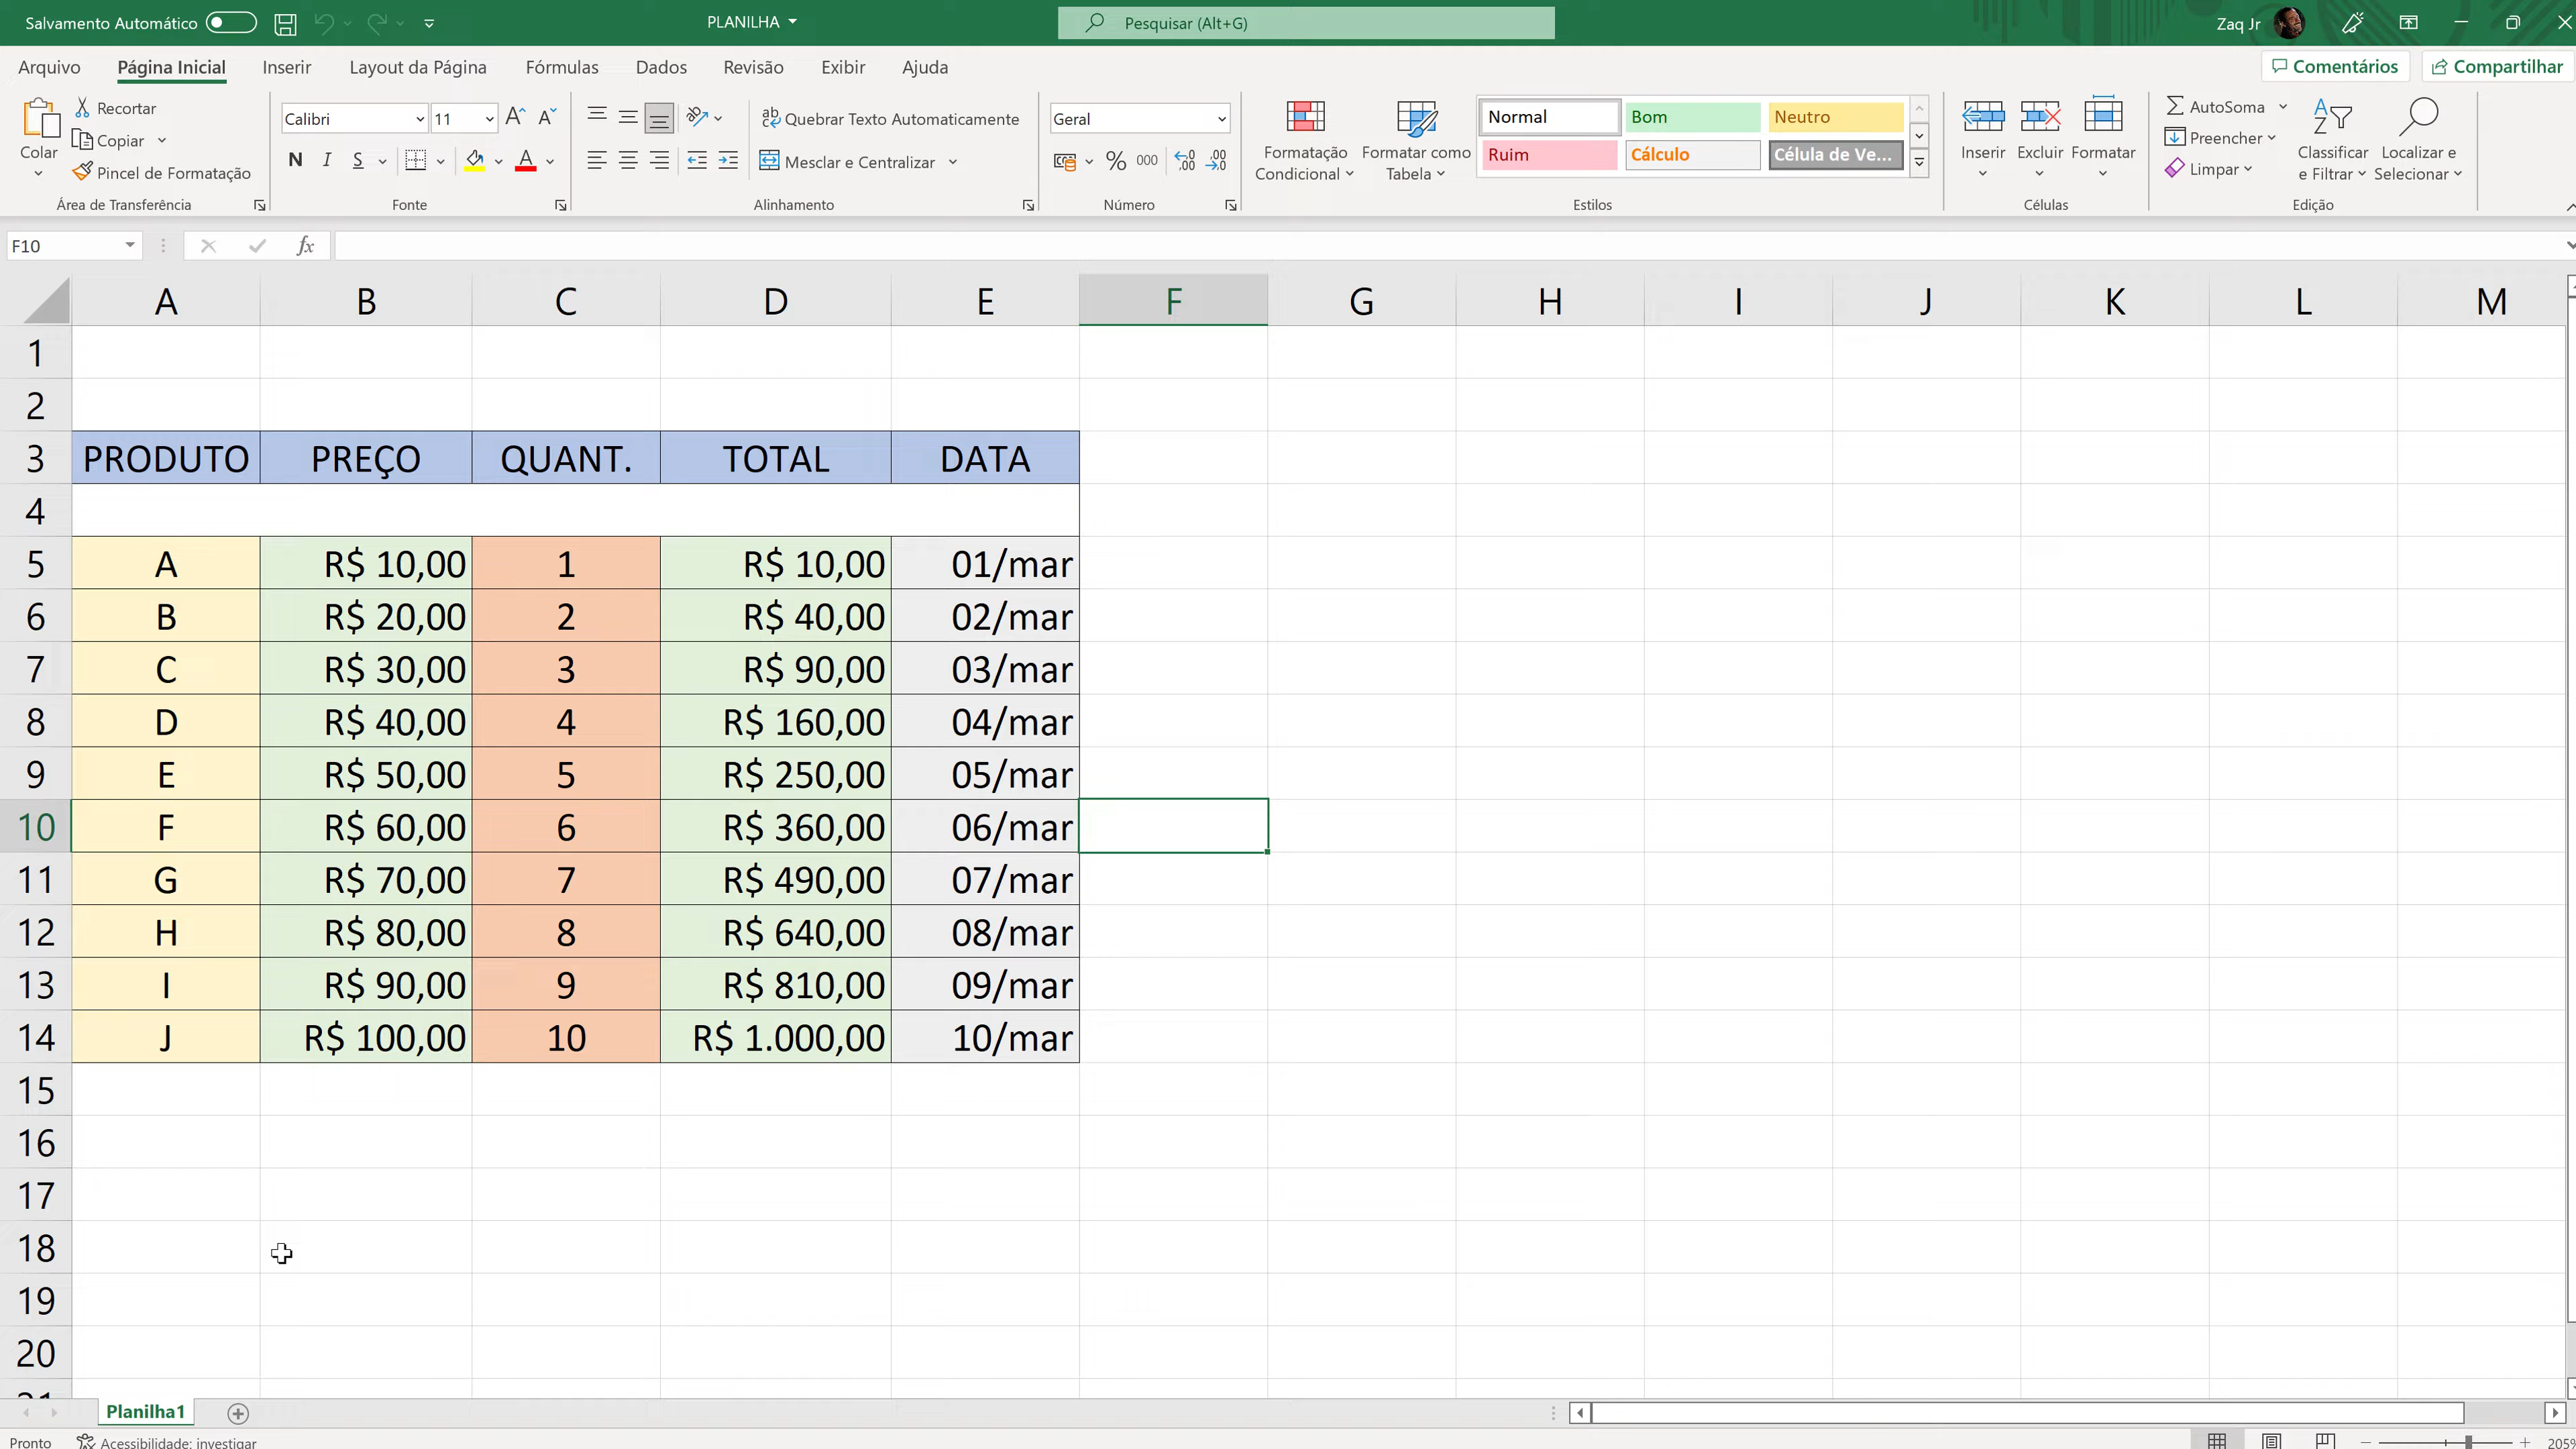 Salvamento Automático PLANILHA Pesquisar (Alt+G) Zaq Jr
Arquivo Página Inicial Inserir Layout da Página Fórmulas Dados Revisão Exibir Ajuda Comentários Compartilhar
Colar
Recortar
Copiar
Pincel de Formatação
Área de Transferência
Calibri 11
N I S
Fonte
Quebrar Texto Automaticamente
Mesclar e Centralizar
Alinhamento
Geral
% 000
Número
Formatação Condicional
Formatar como Tabela
Normal Bom Neutro
Ruim Cálculo Célula de Ve...
Estilos
Inserir Excluir Formatar
Células
AutoSoma
Preencher
Limpar
Classificar e Filtrar
Localizar e Selecionar
Edição
F10 fx
A B C D E F G H I J K L M
1
2
3 PRODUTO PREÇO QUANT. TOTAL DATA
4
5 A R$ 10,00 1 R$ 10,00 01/mar
6 B R$ 20,00 2 R$ 40,00 02/mar
7 C R$ 30,00 3 R$ 90,00 03/mar
8 D R$ 40,00 4 R$ 160,00 04/mar
9 E R$ 50,00 5 R$ 250,00 05/mar
10 F R$ 60,00 6 R$ 360,00 06/mar
11 G R$ 70,00 7 R$ 490,00 07/mar
12 H R$ 80,00 8 R$ 640,00 08/mar
13 I R$ 90,00 9 R$ 810,00 09/mar
14 J R$ 100,00 10 R$ 1.000,00 10/mar
15
16
17
18
19
20
21
Planilha1
Pronto Acessibilidade: investigar 205%